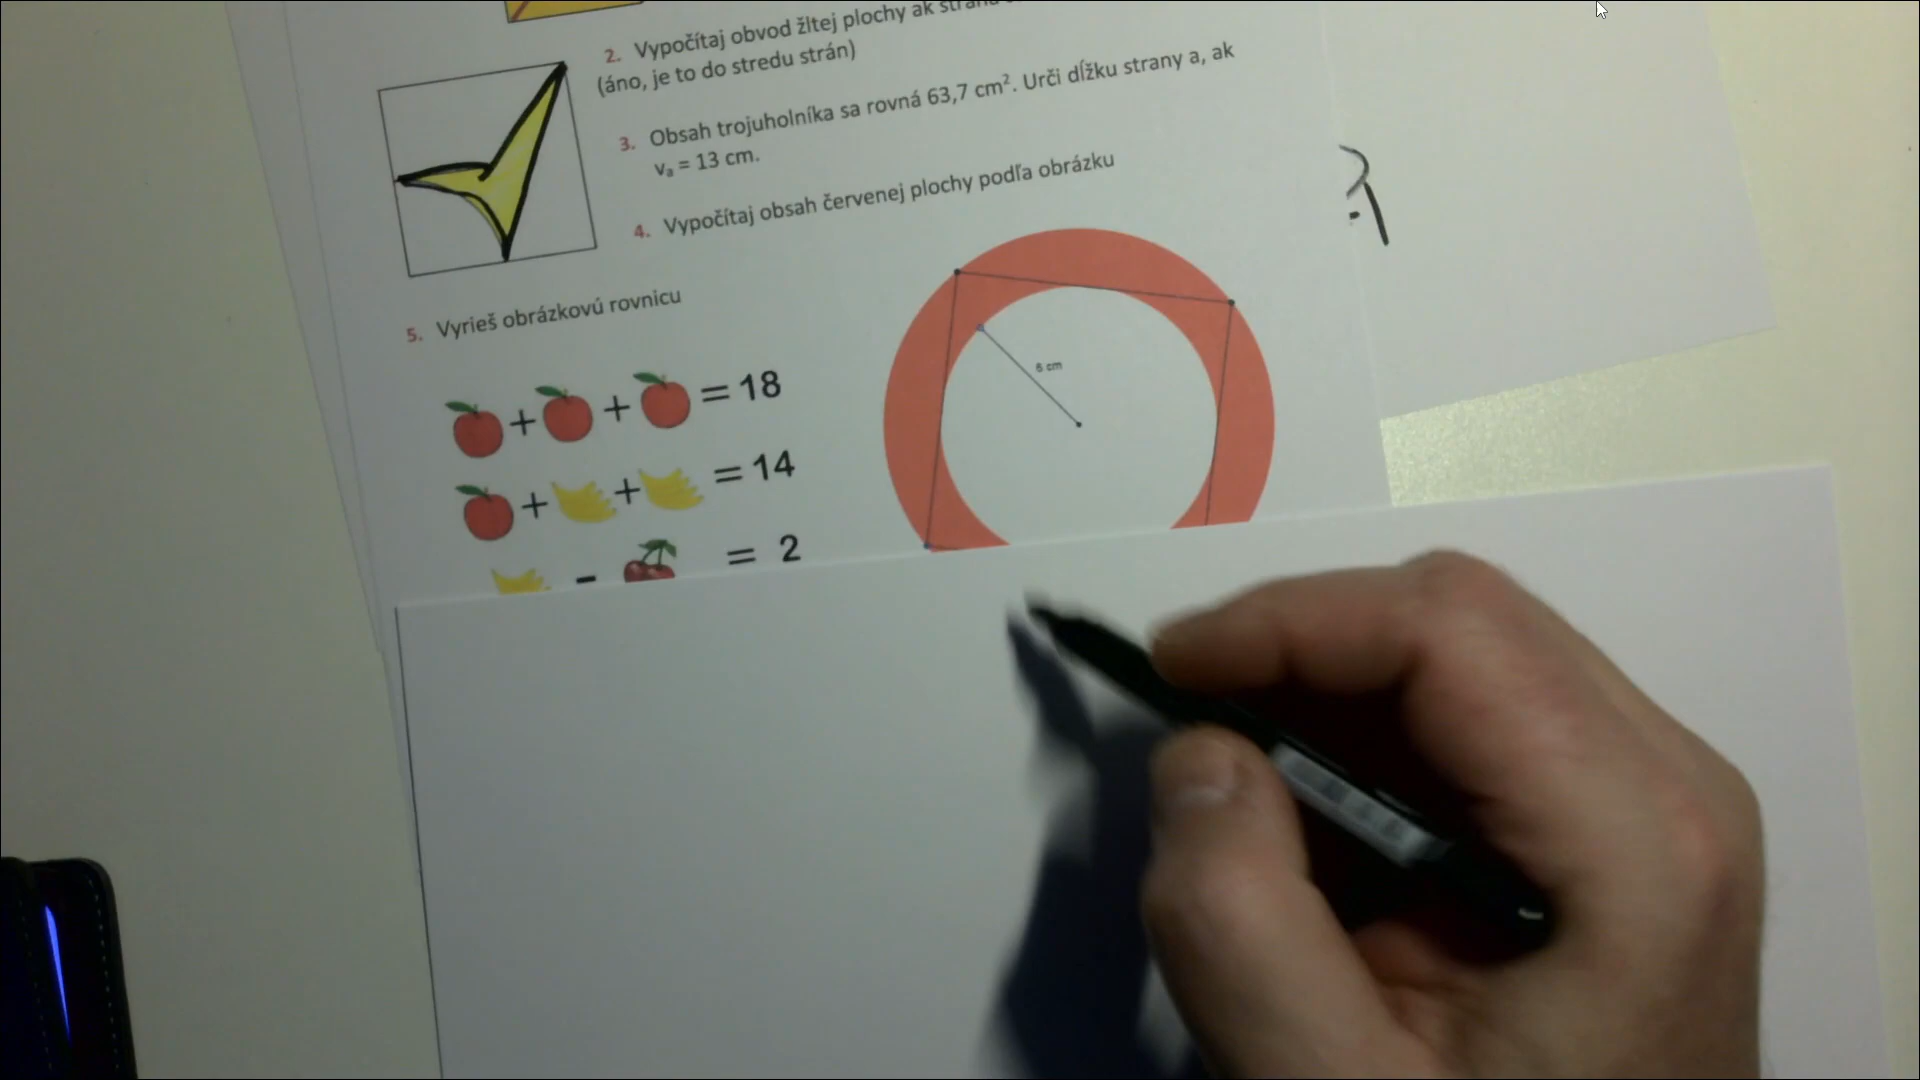 2. Vypočítaj obvod žltej plochy ak strana
(áno, je to do stredu strán)
3. Obsah trojuholníka sa rovná 63,7 cm². Urči dĺžku strany a, ak
vₐ = 13 cm.
4. Vypočítaj obsah červenej plochy podľa obrázku
?
5. Vyrieš obrázkovú rovnicu
+ + = 18
6 cm
+ + = 14
- = 2